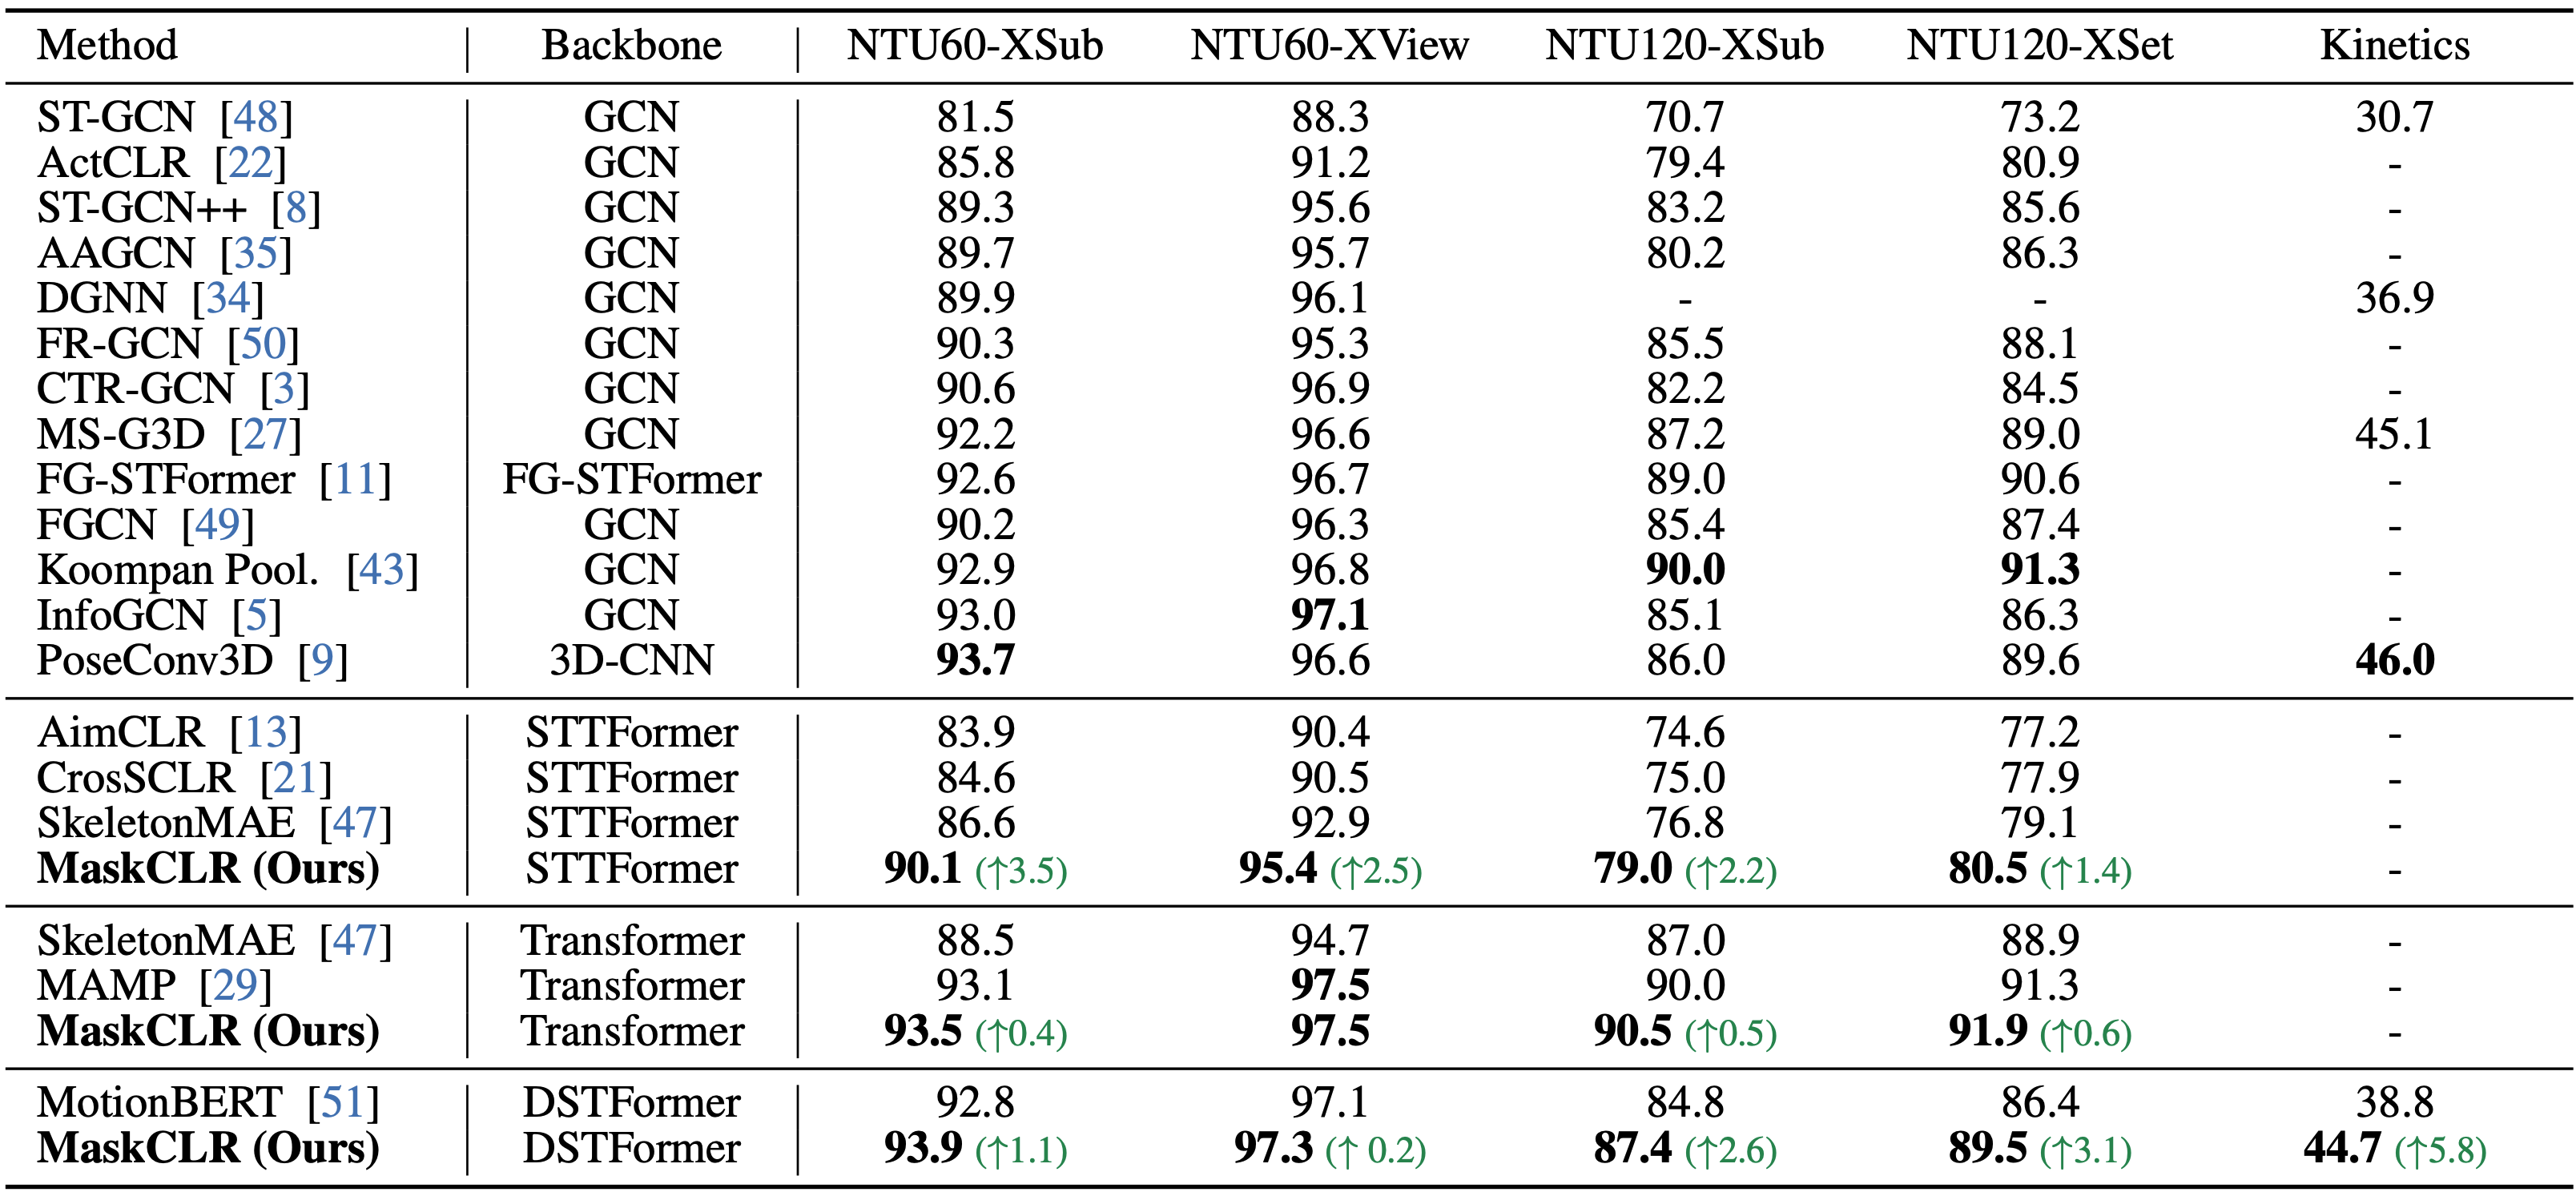 Method Backbone NTU60-XSub NTU60-XView NTU120-XSub NTU120-XSet Kinetics
ST-GCN [48] GCN 81.5 88.3 70.7 73.2 30.7
ActCLR [22] GCN 85.8 91.2 79.4 80.9 -
ST-GCN++ [8] GCN 89.3 95.6 83.2 85.6 -
AAGCN [35] GCN 89.7 95.7 80.2 86.3 -
DGNN [34] GCN 89.9 96.1 - - 36.9
FR-GCN [50] GCN 90.3 95.3 85.5 88.1 -
CTR-GCN [3] GCN 90.6 96.9 82.2 84.5 -
MS-G3D [27] GCN 92.2 96.6 87.2 89.0 45.1
FG-STFormer [11] FG-STFormer 92.6 96.7 89.0 90.6 -
FGCN [49] GCN 90.2 96.3 85.4 87.4 -
Koompan Pool. [43] GCN 92.9 96.8 90.0 91.3 -
InfoGCN [5] GCN 93.0 97.1 85.1 86.3 -
PoseConv3D [9] 3D-CNN 93.7 96.6 86.0 89.6 46.0
AimCLR [13] STTFormer 83.9 90.4 74.6 77.2 -
CrosSCLR [21] STTFormer 84.6 90.5 75.0 77.9 -
SkeletonMAE [47] STTFormer 86.6 92.9 76.8 79.1 -
MaskCLR (Ours) STTFormer 90.1 (↑3.5) 95.4 (↑2.5) 79.0 (↑2.2) 80.5 (↑1.4) -
SkeletonMAE [47] Transformer 88.5 94.7 87.0 88.9 -
MAMP [29] Transformer 93.1 97.5 90.0 91.3 -
MaskCLR (Ours) Transformer 93.5 (↑0.4) 97.5 90.5 (↑0.5) 91.9 (↑0.6) -
MotionBERT [51] DSTFormer 92.8 97.1 84.8 86.4 38.8
MaskCLR (Ours) DSTFormer 93.9 (↑1.1) 97.3 (↑ 0.2) 87.4 (↑2.6) 89.5 (↑3.1) 44.7 (↑5.8)